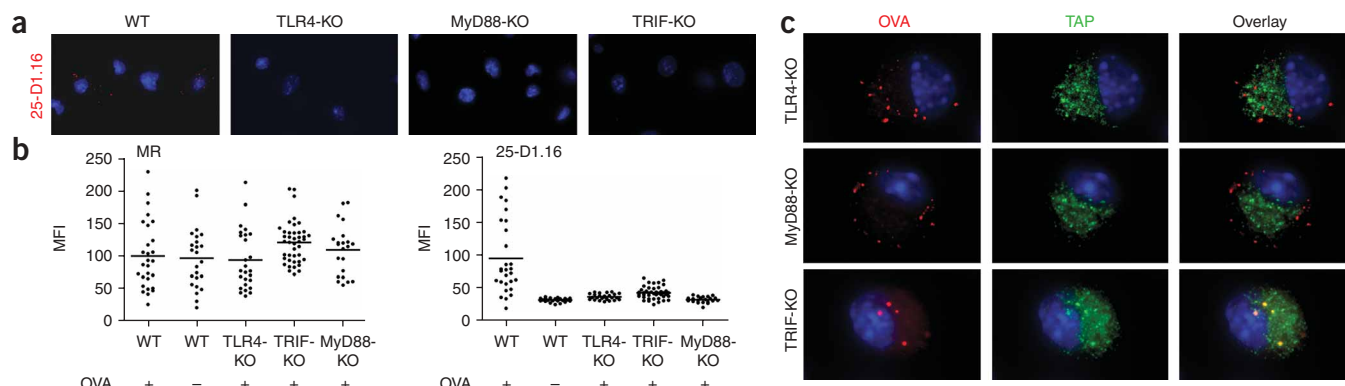 a
WT
TLR4-KO
MyD88-KO
TRIF-KO
25-D1.16
b
MR
MFI
250
200
150
100
50
0
WT
WT
TLR4-KO
TRIF-KO
MyD88-KO
OVA
+
–
+
+
+
25-D1.16
MFI
250
200
150
100
50
0
WT
WT
TLR4-KO
TRIF-KO
MyD88-KO
OVA
+
–
+
+
+
c
OVA
TAP
Overlay
TLR4-KO
MyD88-KO
TRIF-KO